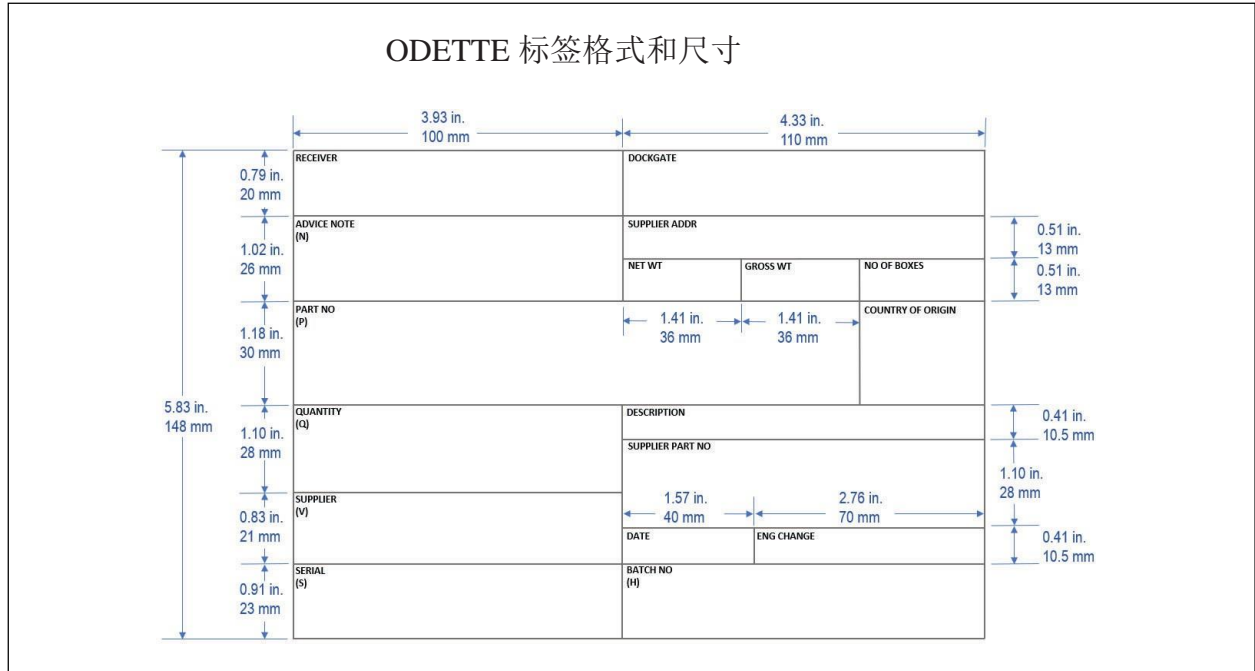 ODETTE 标签格式和尺寸
3.93 in.
100 mm
4.33 in.
110 mm
RECEIVER
DOCKGATE
0.79 in.
20 mm
ADVICE NOTE
(N)
SUPPLIER ADDR
0.51 in.
13 mm
1.02 in.
26 mm
NET WT
GROSS WT
NO OF BOXES
0.51 in.
13 mm
PART NO
(P)
1.41 in.
36 mm
1.41 in.
36 mm
COUNTRY OF ORIGIN
1.18 in.
30 mm
5.83 in.
148 mm
QUANTITY
(Q)
DESCRIPTION
0.41 in.
10.5 mm
1.10 in.
28 mm
SUPPLIER PART NO
1.10 in.
28 mm
SUPPLIER
(V)
1.57 in.
40 mm
2.76 in.
70 mm
0.83 in.
21 mm
DATE
ENG CHANGE
0.41 in.
10.5 mm
SERIAL
(S)
BATCH NO
(H)
0.91 in.
23 mm